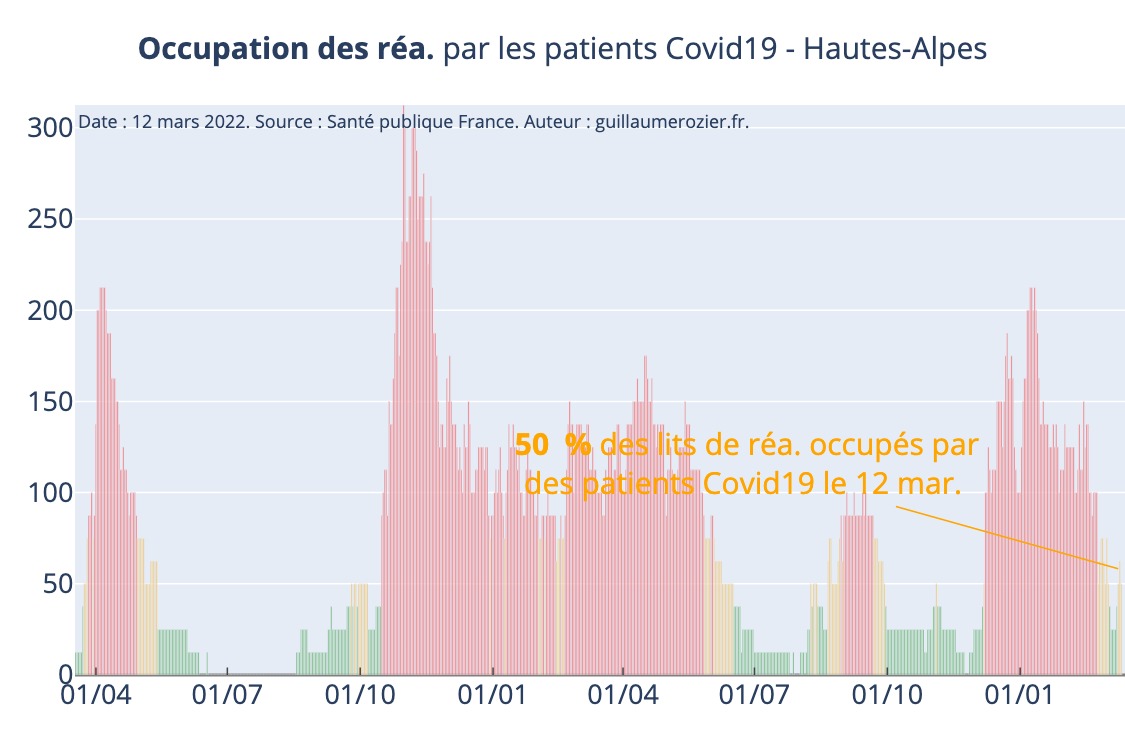 Occupation des réa. par les patients Covid19 - Hautes-Alpes
Date : 12 mars 2022. Source : Santé publique France. Auteur : guillaumerozier.fr.
300
250
200
150
50 % des lits de réa. occupés par
des patients Covid19 le 12 mar.
100
50
0
01/04 01/07 01/10 01/01 01/04 01/07 01/10 01/01